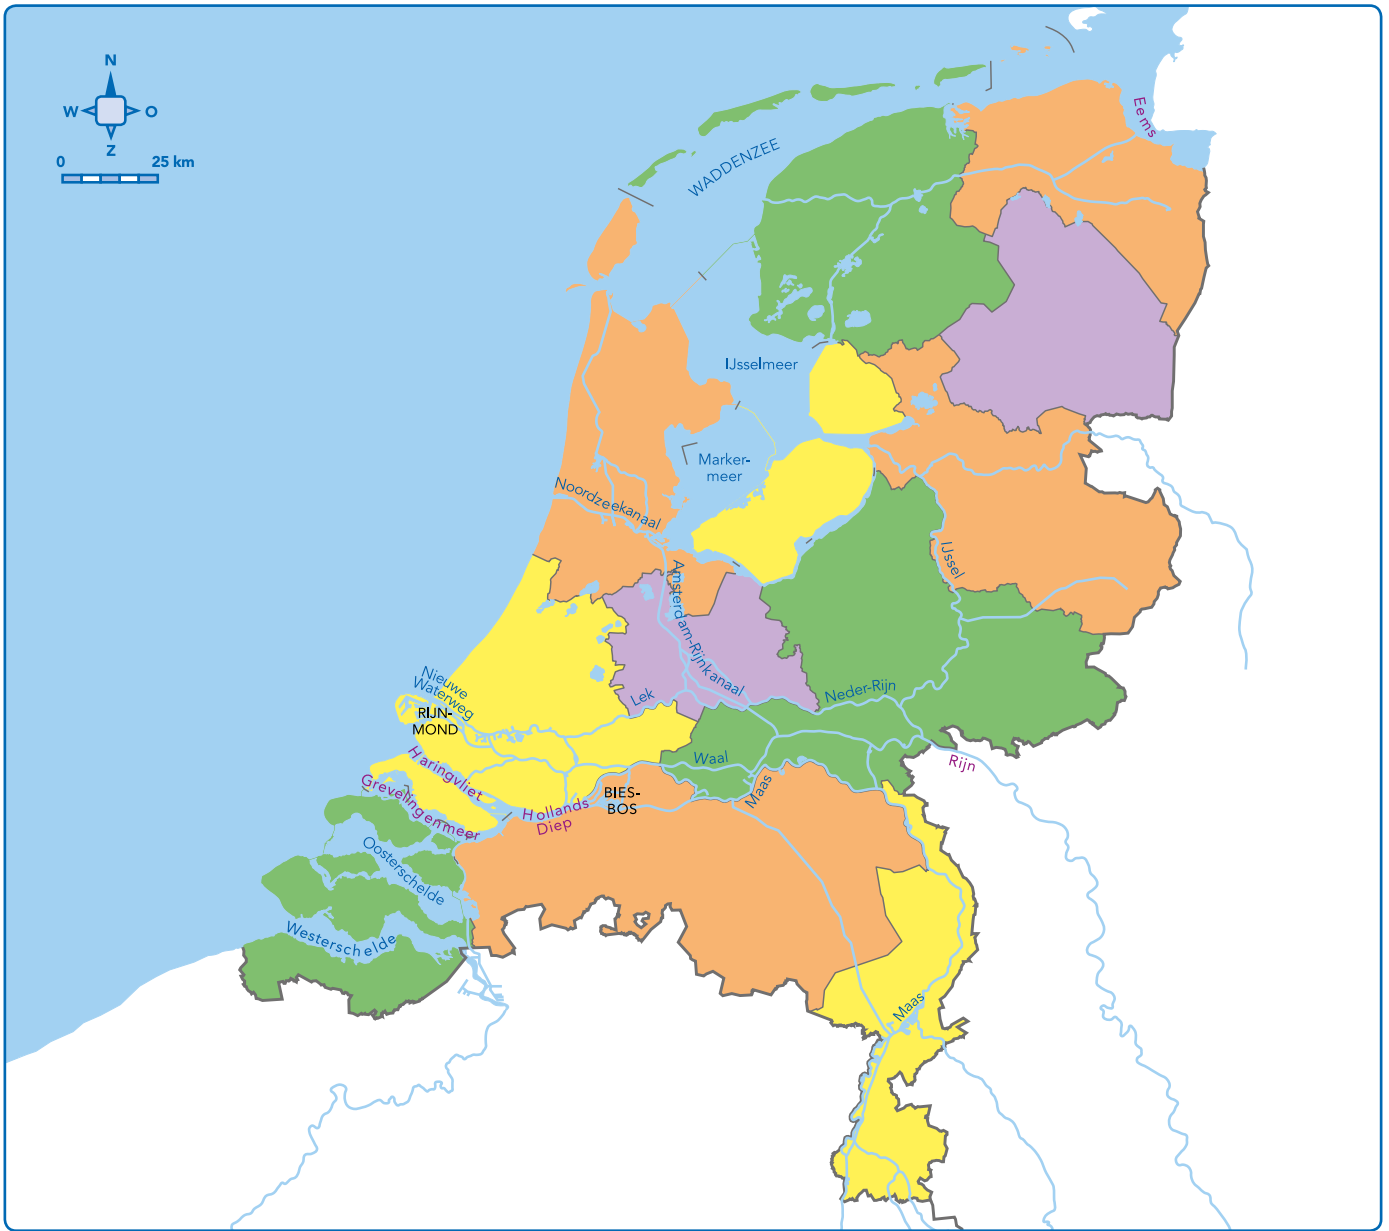 N
W
O
Z
0
25 km
Eems
WADDENZEE
IJsselmeer
Marker-
meer
Noordzeekanaal
IJssel
Amsterdam-Rijnkanaal
Nieuwe
Waterweg
Lek
Neder-Rijn
RIJN-
MOND
Haringvliet
Waal
Rijn
Grevelingenmeer
Hollands
Diep
BIES-
BOS
Maas
Oosterschelde
Westerschelde
Maas